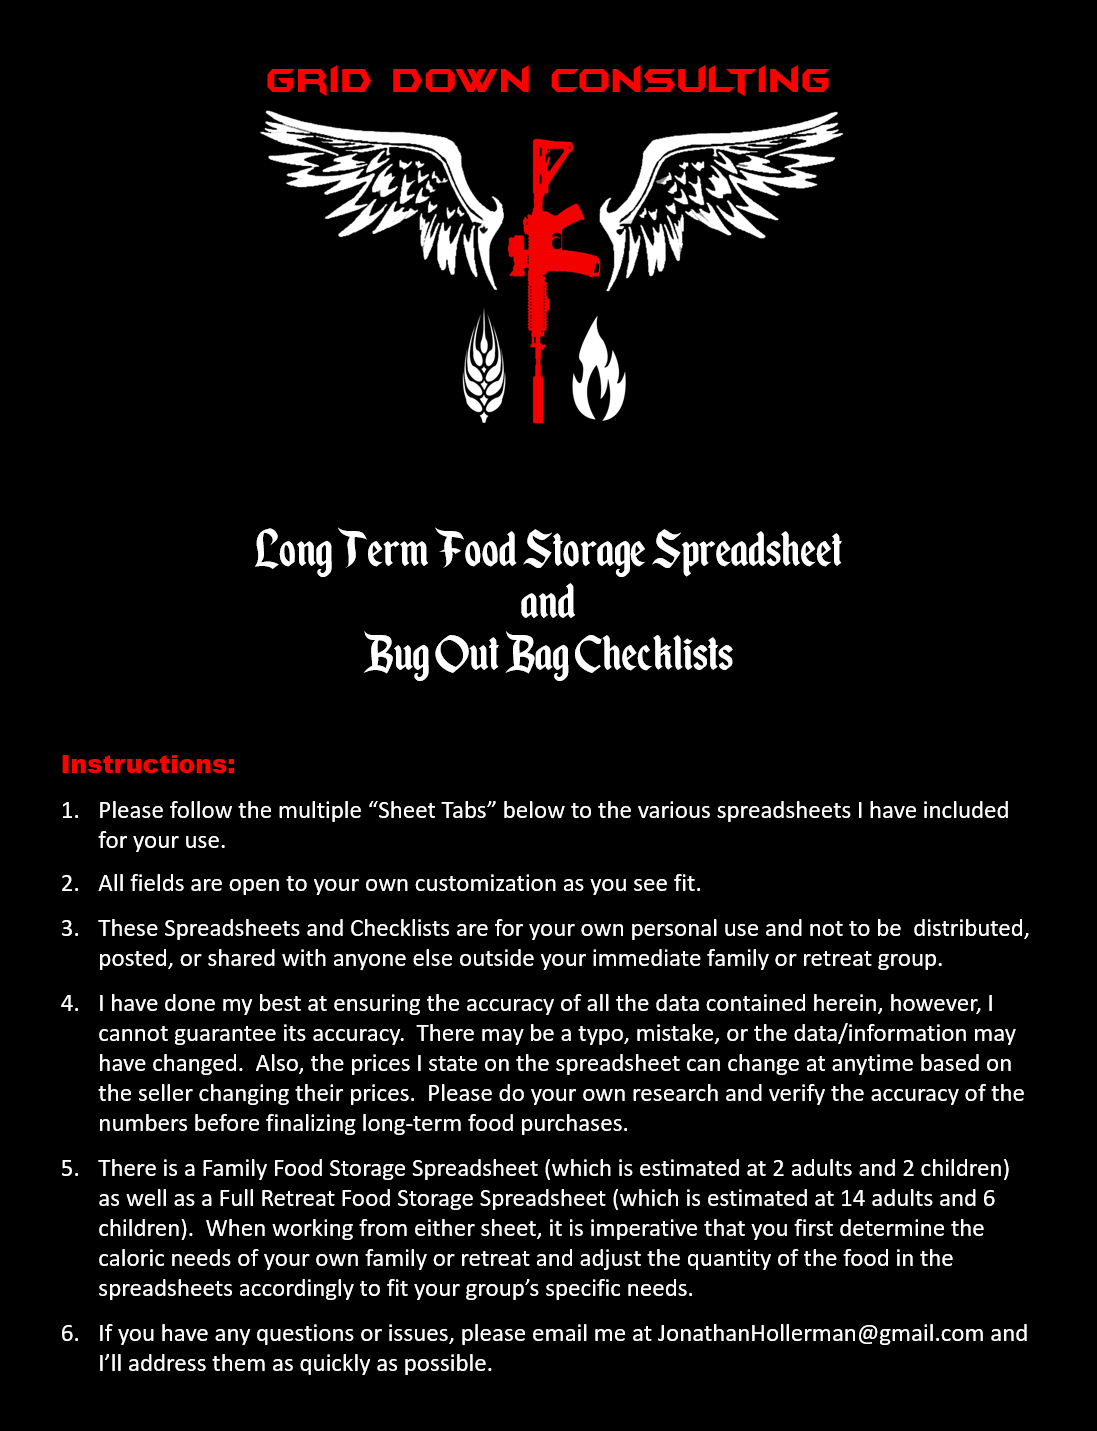 GRID DOWN CONSULTING
Long Term Food Storage Spreadsheet
and
Bug Out Bag Checklists
Instructions:
1. Please follow the multiple “Sheet Tabs” below to the various spreadsheets I have included
for your use.
2. All fields are open to your own customization as you see fit.
3. These Spreadsheets and Checklists are for your own personal use and not to be  distributed,
posted, or shared with anyone else outside your immediate family or retreat group.
4. I have done my best at ensuring the accuracy of all the data contained herein, however, I
cannot guarantee its accuracy.  There may be a typo, mistake, or the data/information may
have changed.  Also, the prices I state on the spreadsheet can change at anytime based on
the seller changing their prices.  Please do your own research and verify the accuracy of the
numbers before finalizing long-term food purchases.
5. There is a Family Food Storage Spreadsheet (which is estimated at 2 adults and 2 children)
as well as a Full Retreat Food Storage Spreadsheet (which is estimated at 14 adults and 6
children).  When working from either sheet, it is imperative that you first determine the
caloric needs of your own family or retreat and adjust the quantity of the food in the
spreadsheets accordingly to fit your group’s specific needs.
6. If you have any questions or issues, please email me at JonathanHollerman@gmail.com and
I’ll address them as quickly as possible.